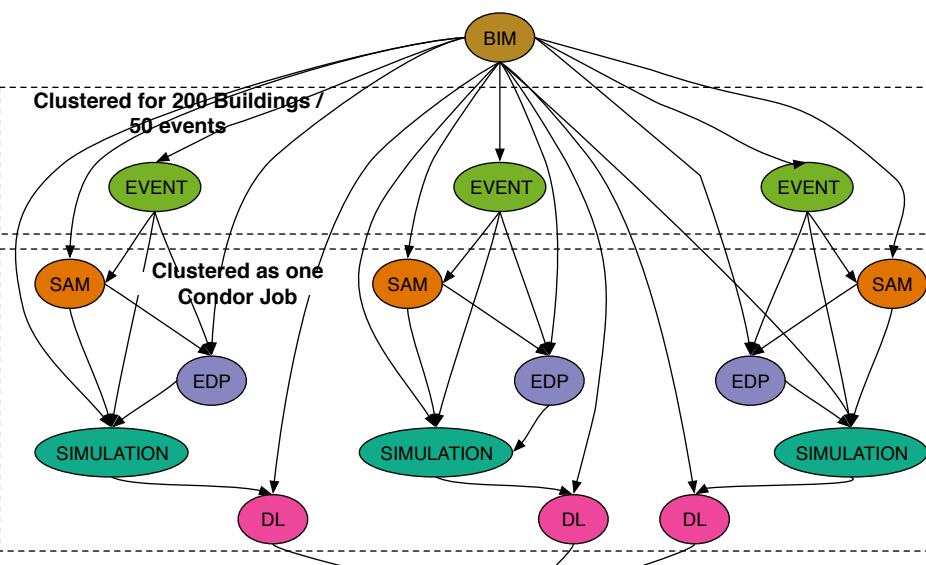 BIM
Clustered for 200 Buildings /
50 events
EVENT
EVENT
EVENT
Clustered as one
Condor Job
SAM
SAM
SAM
EDP
EDP
EDP
SIMULATION
SIMULATION
SIMULATION
DL
DL
DL